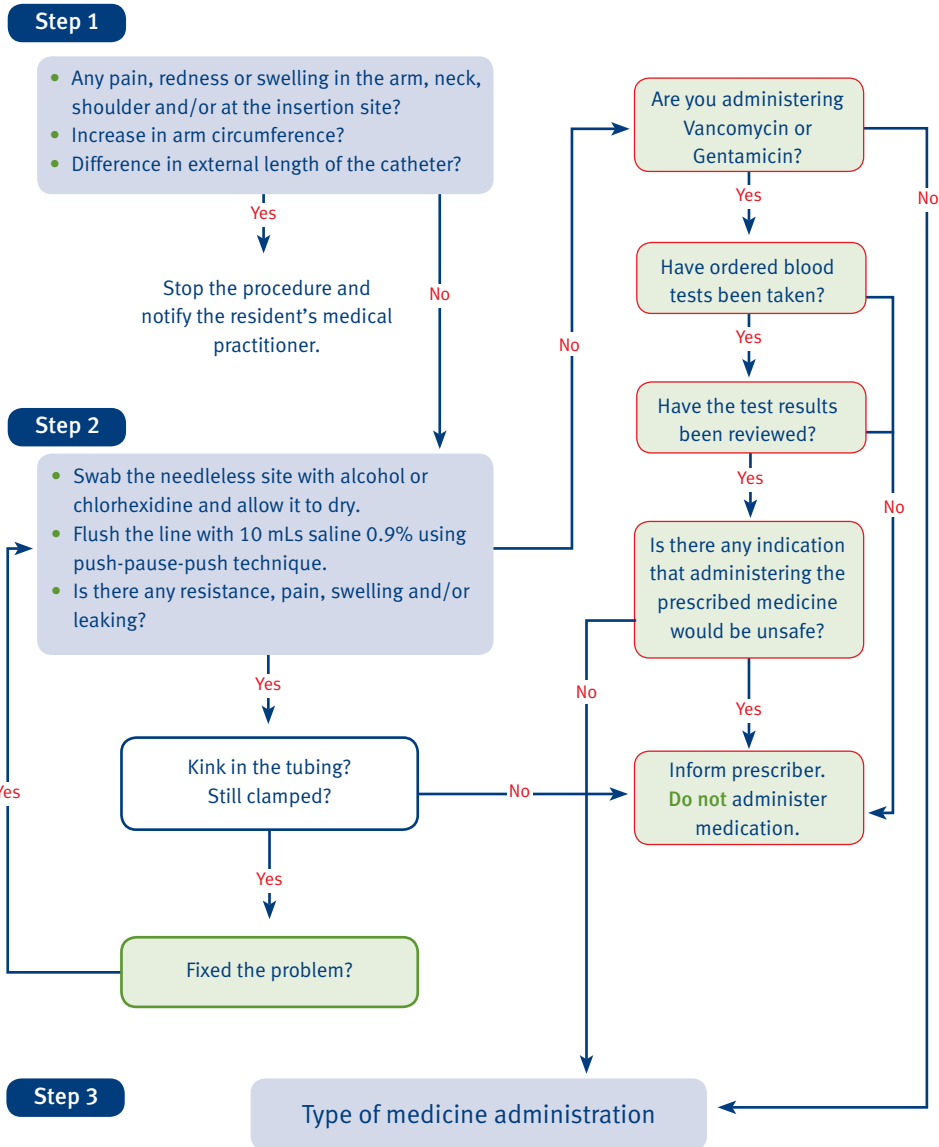 Step 1
• Any pain, redness or swelling in the arm, neck,
shoulder and/or at the insertion site?
• Increase in arm circumference?
• Difference in external length of the catheter?
Yes
No
Stop the procedure and
notify the resident's medical
practitioner.
Step 2
• Swab the needleless site with alcohol or
chlorhexidine and allow it to dry.
• Flush the line with 10 mLs saline 0.9% using
push-pause-push technique.
• Is there any resistance, pain, swelling and/or
leaking?
Yes
No
Kink in the tubing?
Still clamped?
No
Yes
Fixed the problem?
Yes
Are you administering
Vancomycin or
Gentamicin?
Yes
No
Have ordered blood
tests been taken?
Yes
Have the test results
been reviewed?
Yes
No
Is there any indication
that administering the
prescribed medicine
would be unsafe?
No
Yes
Inform prescriber.
Do not administer
medication.
Step 3
Type of medicine administration